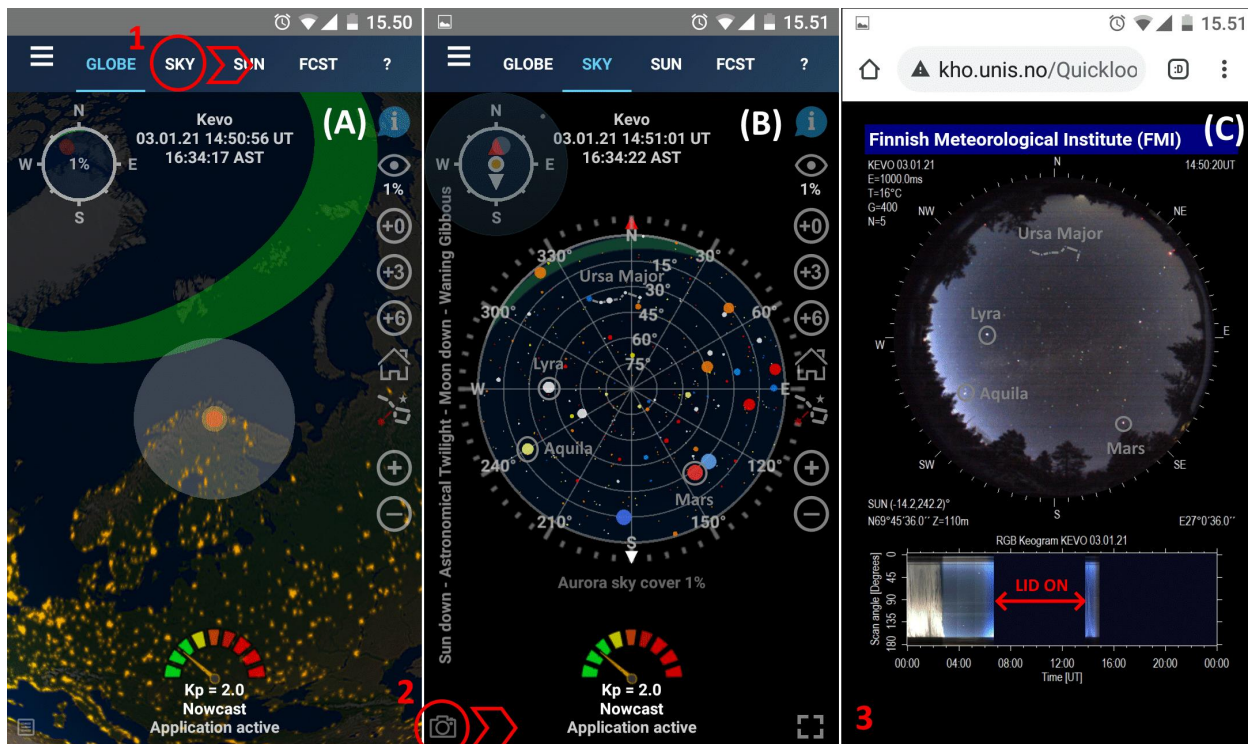 15.50
1
GLOBE SKY SUN FCST ?
Kevo
03.01.21 14:50:56 UT
16:34:17 AST
(A)
i
N
W 1% E
S
1%
+0
+3
+6
Kp = 2.0
Nowcast
Application active
15.51
GLOBE SKY SUN FCST ?
Kevo
03.01.21 14:51:01 UT
16:34:22 AST
(B)
i
N
W E
S
1%
+0
+3
+6
Sun down - Astronomical Twilight - Moon down - Waning Gibbous
N
330° 30°
15°
Ursa Major
30°
300° 60°
45°
60°
75°
Lyra
W E
Aquila
240° 120°
Mars
210° 150°
S
Aurora sky cover 1%
Kp = 2.0
Nowcast
Application active
2
15.51
kho.unis.no/Quickloo
:D
(C)
Finnish Meteorological Institute (FMI)
KEVO 03.01.21 N 14:50:20UT
E=1000.0ms
T=16°C
G=400
N=5
NW NE
Ursa Major
Lyra
W E
Aquila
Mars
SW SE
S
SUN (-14.2,242.2)°
N69°45'36.0'' Z=110m E27°0'36.0''
RGB Keogram KEVO 03.01.21
Scan angle [Degrees]
0
45
90
135
180
LID ON
00:00 04:00 08:00 12:00 16:00 20:00 00:00
Time [UT]
3